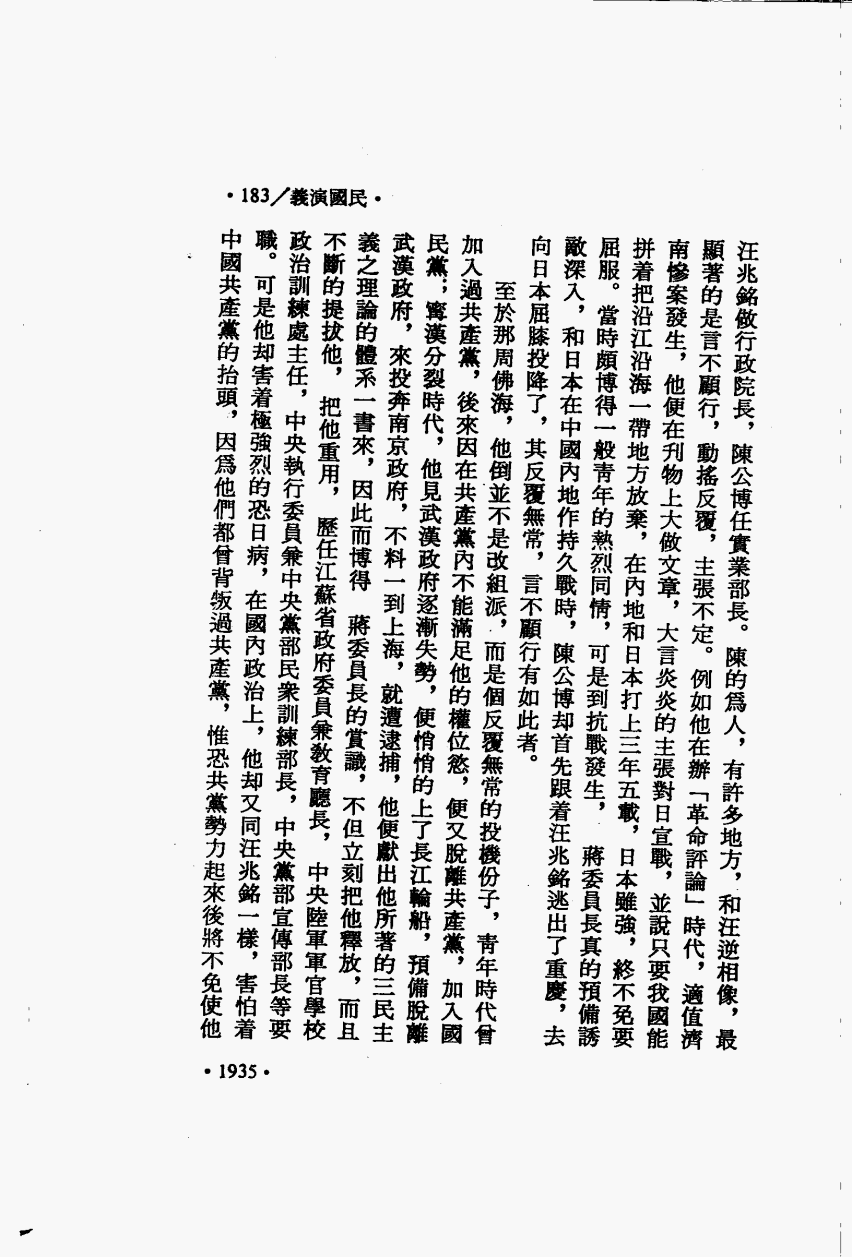 ·183／義演國民·
汪兆銘做行政院長，陳公博任實業部長。陳的爲人，有許多地方，和汪逆相像，最
顯著的是言不顧行，動搖反覆，主張不定。例如他在辦「革命評論」時代，適值濟
南慘案發生，他便在刊物上大做文章，大言炎炎的主張對日宣戰，並說只要我國能
拼着把沿江沿海一帶地方放棄，在內地和日本打上三年五載，日本雖強，終不免要
屈服。當時頗博得一般靑年的熱烈同情，可是到抗戰發生，　蔣委員長真的預備誘
敵深入，和日本在中國內地作持久戰時，陳公博却首先跟着汪兆銘逃出了重慶，去
向日本屈膝投降了，其反覆無常，言不顧行有如此者。
　　至於那周佛海，他倒並不是改組派，而是個反覆無常的投機份子，靑年時代曾
加入過共產黨，後來因在共產黨內不能滿足他的權位慾，便又脫離共產黨，加入國
民黨；寗漢分裂時代，他見武漢政府逐漸失勢，便悄悄的上了長江輪船，預備脫離
武漢政府，來投奔南京政府，不料一到上海，就遭逮捕，他便獻出他所著的三民主
義之理論的體系一書來，因此而博得　蔣委員長的賞識，不但立刻把他釋放，而且
不斷的提拔他，把他重用，歷任江蘇省政府委員兼敎育廳長，中央陸軍軍官學校
政治訓練處主任，中央執行委員兼中央黨部民衆訓練部長，中央黨部宣傳部長等要
職。可是他却害着極強烈的恐日病，在國內政治上，他却又同汪兆銘一樣，害怕着
中國共產黨的抬頭，因爲他們都曾背叛過共產黨，惟恐共黨勢力起來後將不免使他
·1935·